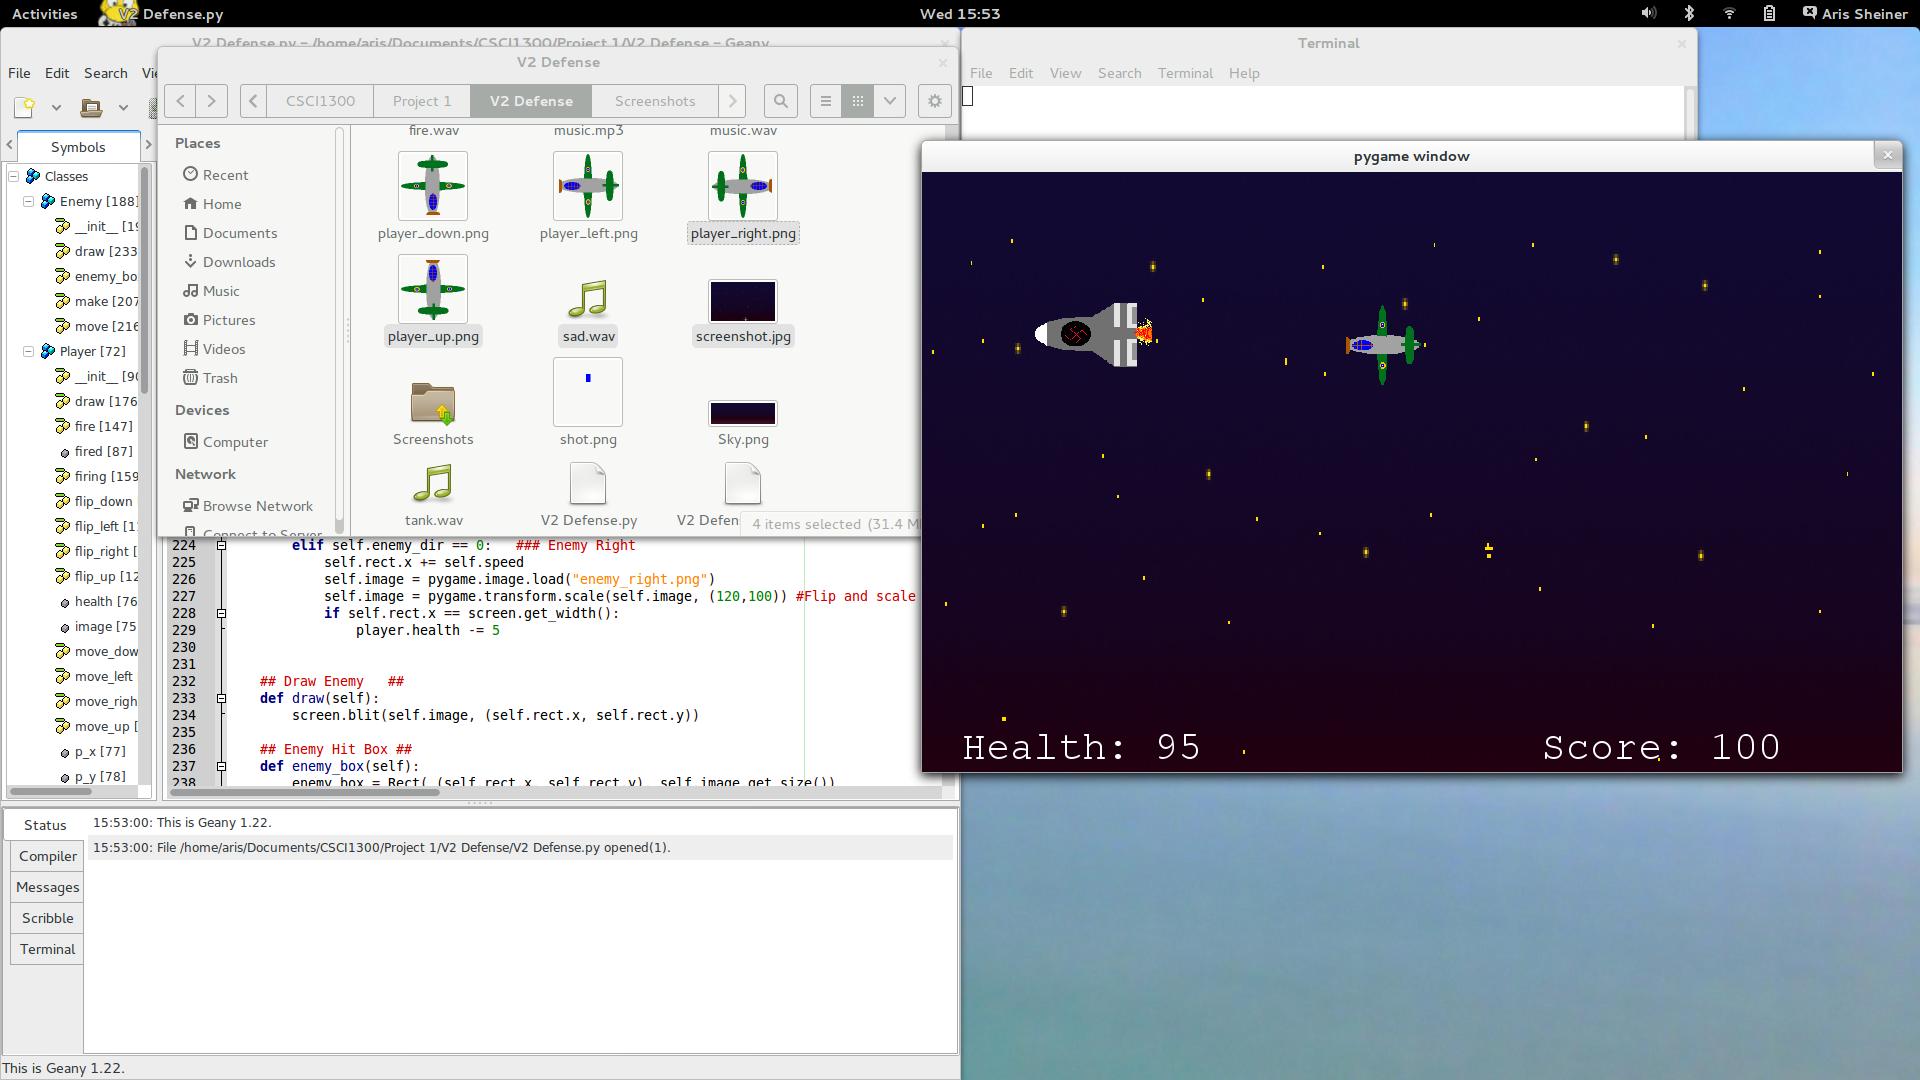 Activities
V2 Defense.py
Wed 15:53
Aris Sheiner
V2 Defense.py – /home/aris/Documents/CSCI1300/Project 1/V2 Defense – Geany
File Edit Search
V2 Defense
CSCI1300
Project 1
V2 Defense
Screenshots
Symbols
Classes
Enemy [188]
__init__ [19
draw [233
enemy_bo
make [207
move [216
Player [72]
__init__ [90
draw [176
fire [147]
fired [87]
firing [159
flip_down
flip_left [1
flip_right [
flip_up [12
health [76
image [75
move_dow
move_left
move_righ
move_up [
p_x [77]
p_y [78]
Places
Recent
Home
Documents
Downloads
Music
Pictures
Videos
Trash
Devices
Computer
Network
Browse Network
Connect to Server
fire.wav
music.mp3
music.wav
player_down.png
player_left.png
player_right.png
player_up.png
sad.wav
screenshot.jpg
Screenshots
shot.png
Sky.png
tank.wav
V2 Defense.py
V2 Defen
4 items selected (31.4 M
224 elif self.enemy_dir == 0: ### Enemy Right
225 self.rect.x += self.speed
226 self.image = pygame.image.load("enemy_right.png")
227 self.image = pygame.transform.scale(self.image, (120,100)) #Flip and scale
228 if self.rect.x == screen.get_width():
229 player.health -= 5
230
231
232 ## Draw Enemy ##
233 def draw(self):
234 screen.blit(self.image, (self.rect.x, self.rect.y))
235
236 ## Enemy Hit Box ##
237 def enemy_box(self):
238 enemy_box = Rect( (self.rect.x, self.rect.y), self.image.get_size())
Status
Compiler
Messages
Scribble
Terminal
15:53:00: This is Geany 1.22.
15:53:00: File /home/aris/Documents/CSCI1300/Project 1/V2 Defense/V2 Defense.py opened(1).
This is Geany 1.22.
Terminal
File Edit View Search Terminal Help
pygame window
Health: 95
Score: 100